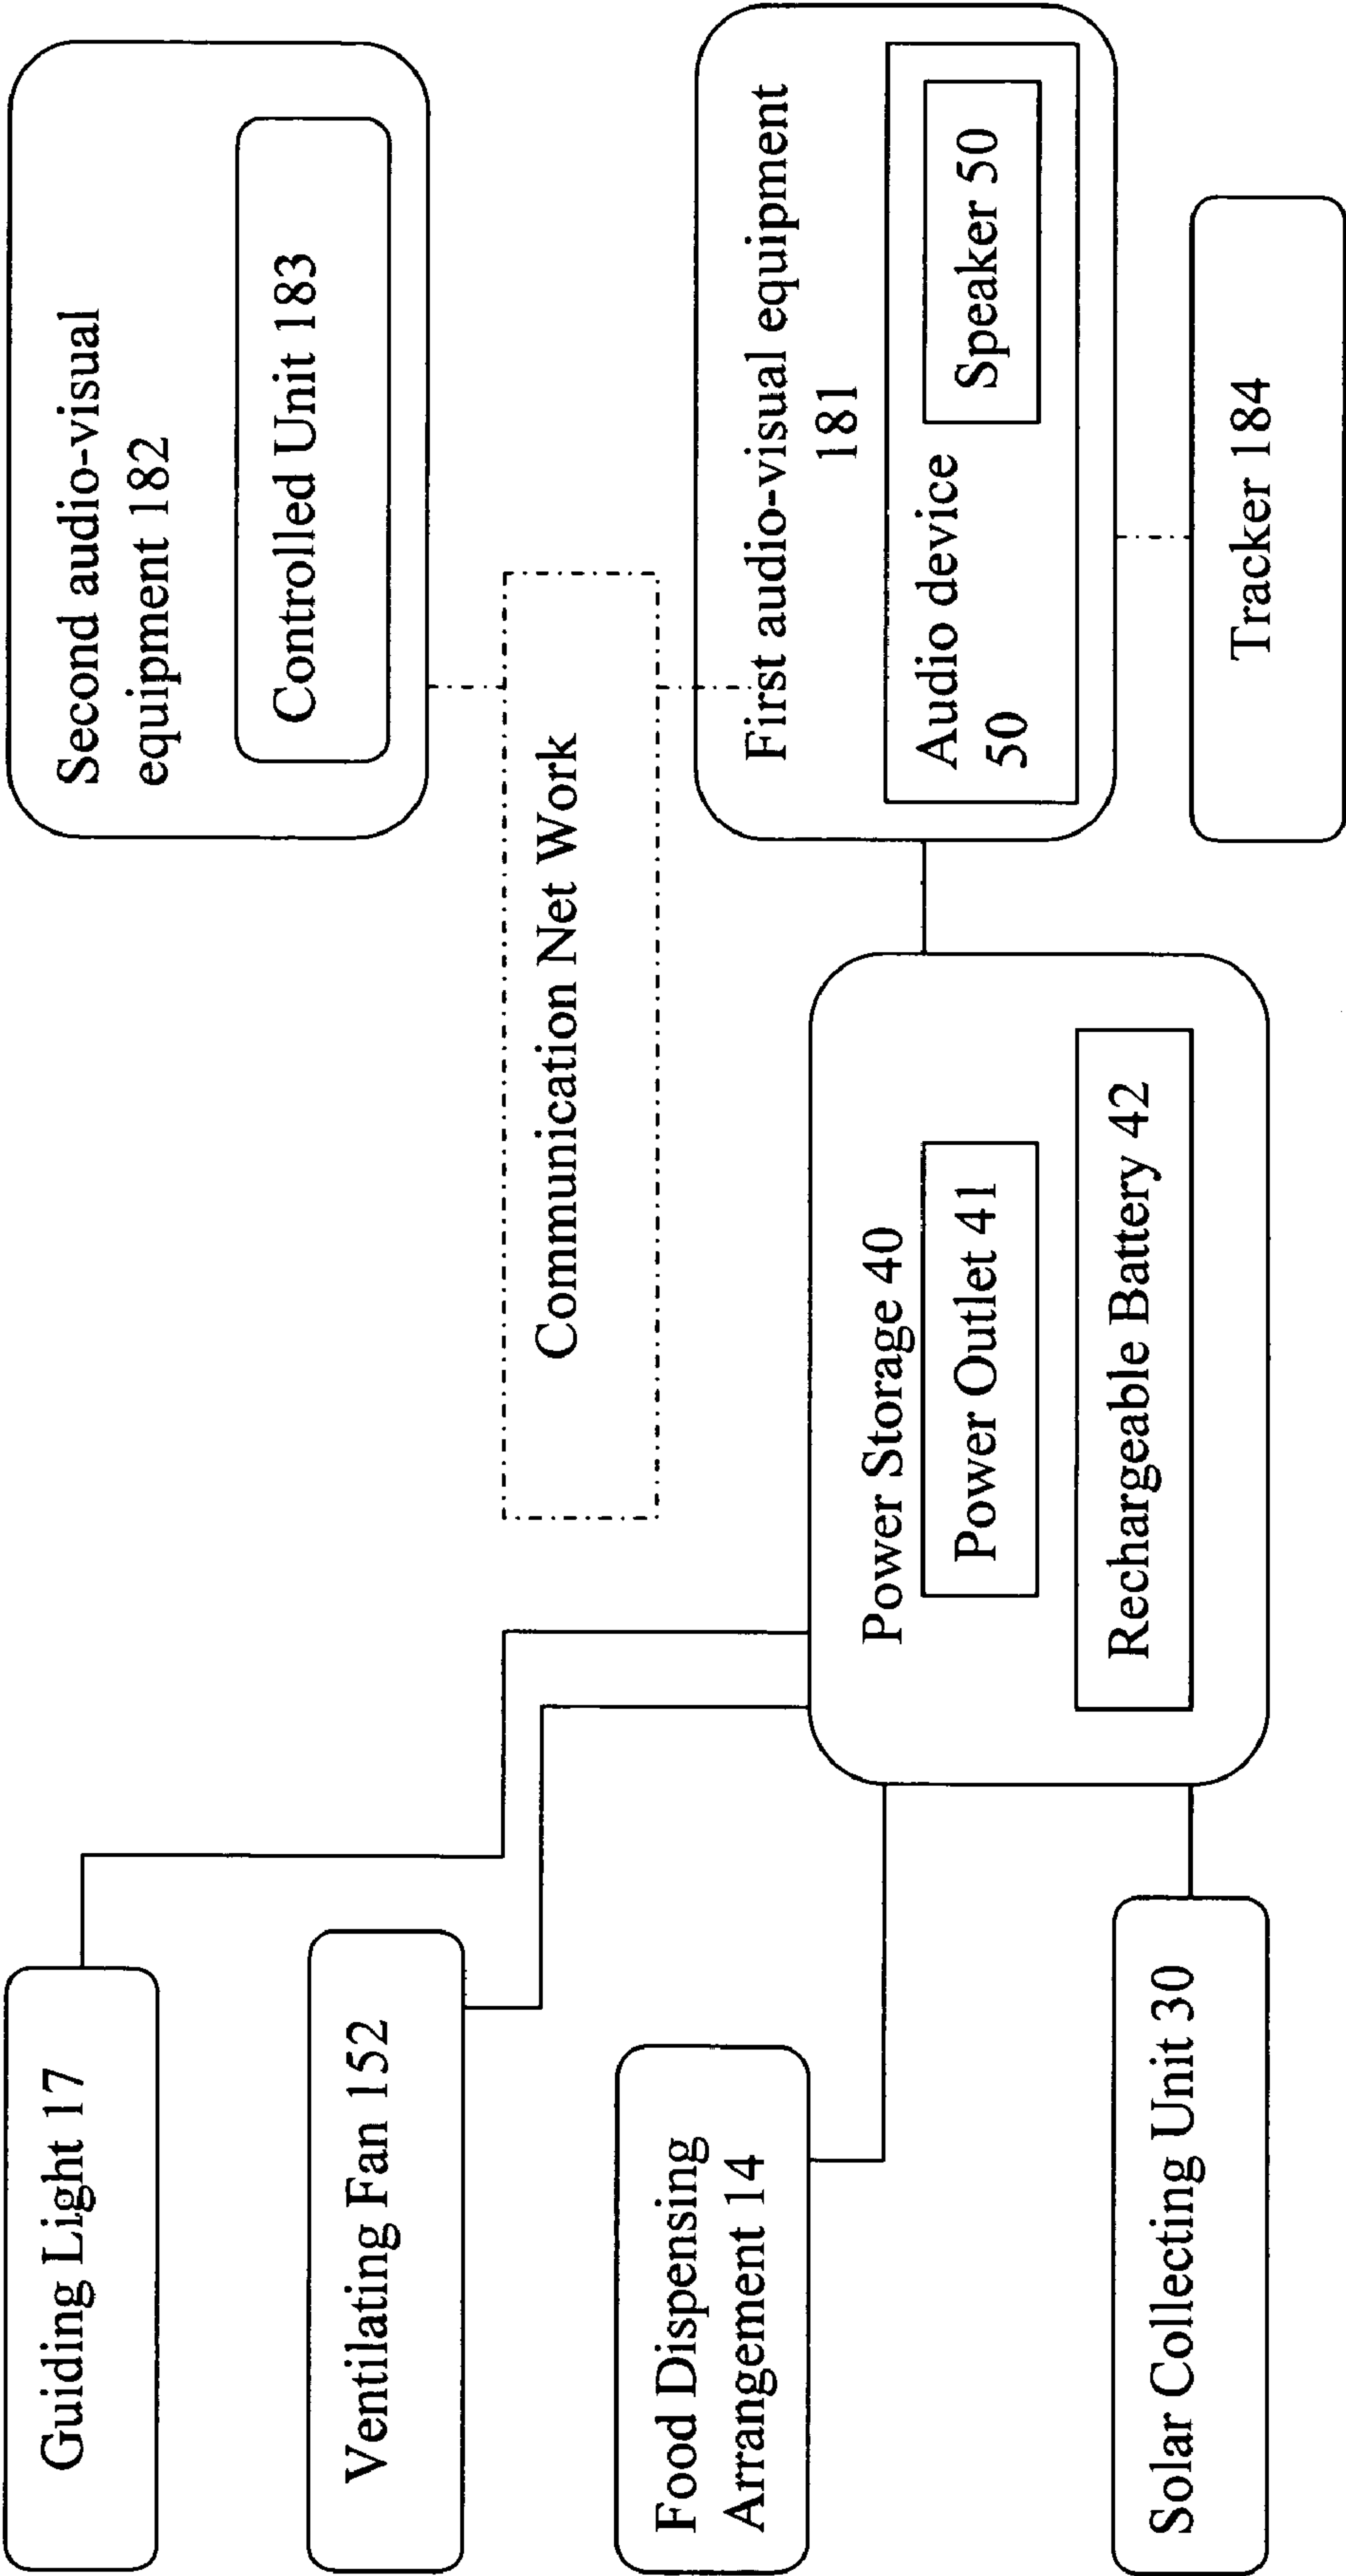 Guiding Light 17
Ventilating Fan 152
Food Dispensing
Arrangement 14
Solar Collecting Unit 30
Power Storage 40
Power Outlet 41
Rechargeable Battery 42
Communication Net Work
Second audio-visual
equipment 182
Controlled Unit 183
First audio-visual equipment
181
Audio device
50
Speaker 50
Tracker 184